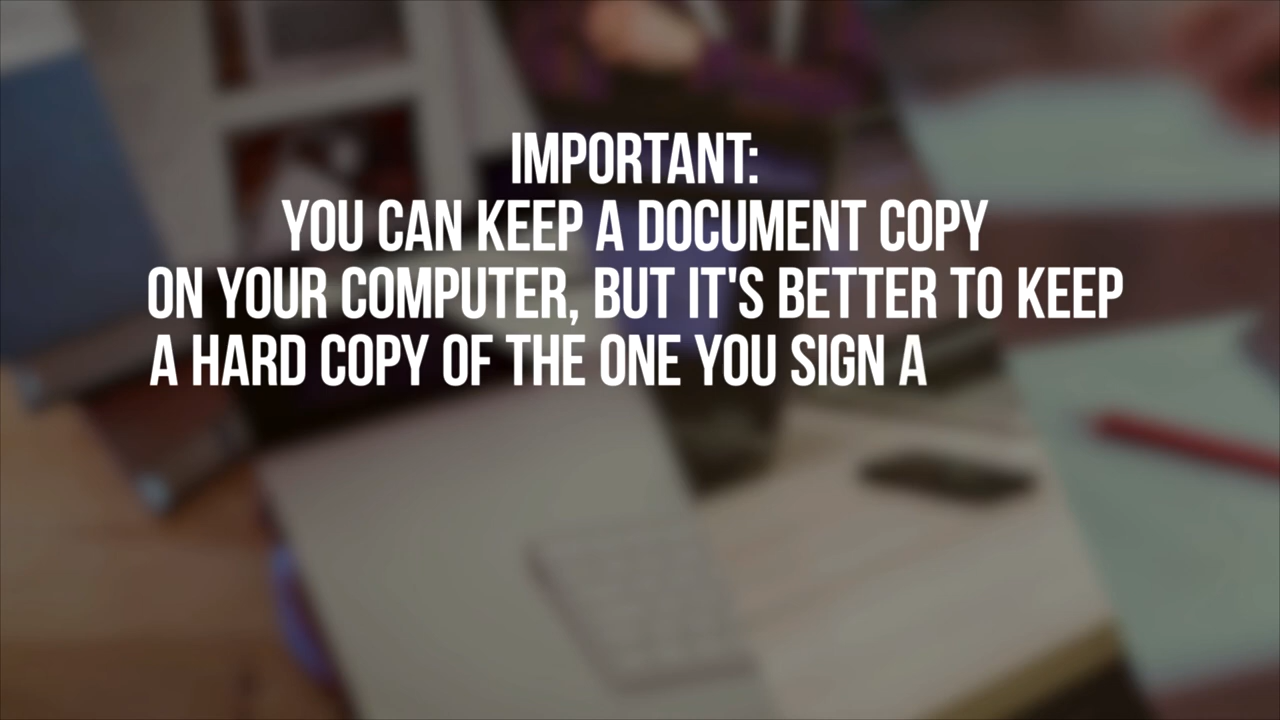 IMPORTANT:
YOU CAN KEEP A DOCUMENT COPY
ON YOUR COMPUTER, BUT IT'S BETTER TO KEEP
A HARD COPY OF THE ONE YOU SIGN A